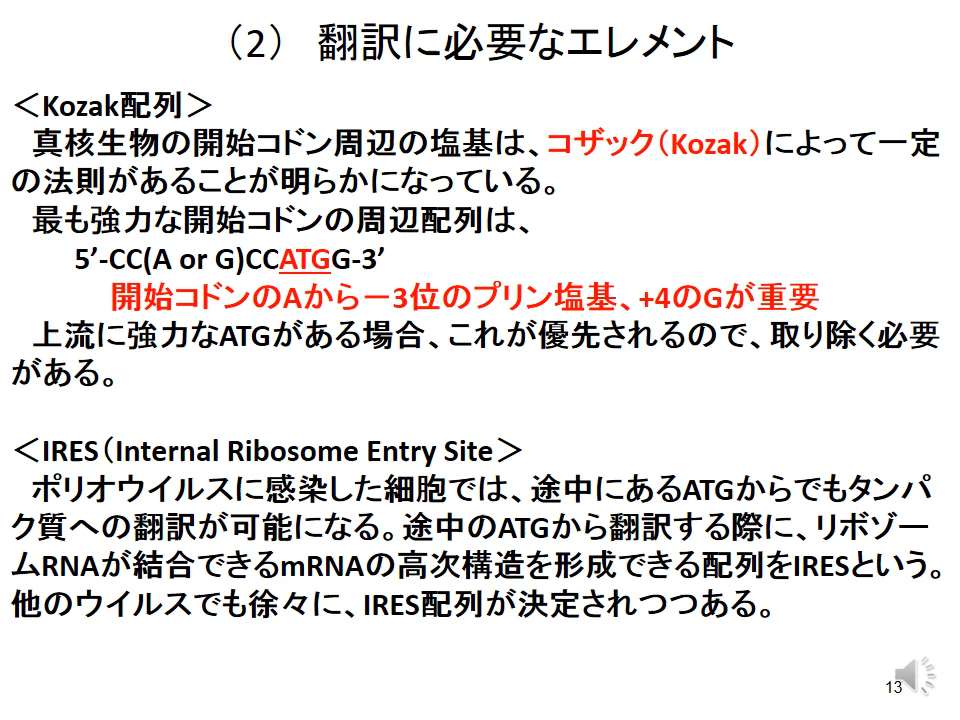 （2） 翻訳に必要なエレメント
＜Kozak配列＞
真核生物の開始コドン周辺の塩基は、コザック（Kozak）によって一定
の法則があることが明らかになっている。
最も強力な開始コドンの周辺配列は、
5’-CC(A or G)CCATGG-3’
開始コドンのAから－3位のプリン塩基、+4のGが重要
上流に強力なATGがある場合、これが優先されるので、取り除く必要
がある。
＜IRES（Internal Ribosome Entry Site＞
ポリオウイルスに感染した細胞では、途中にあるATGからでもタンパ
ク質への翻訳が可能になる。途中のATGから翻訳する際に、リボゾー
ムRNAが結合できるmRNAの高次構造を形成できる配列をIRESという。
他のウイルスでも徐々に、IRES配列が決定されつつある。
13